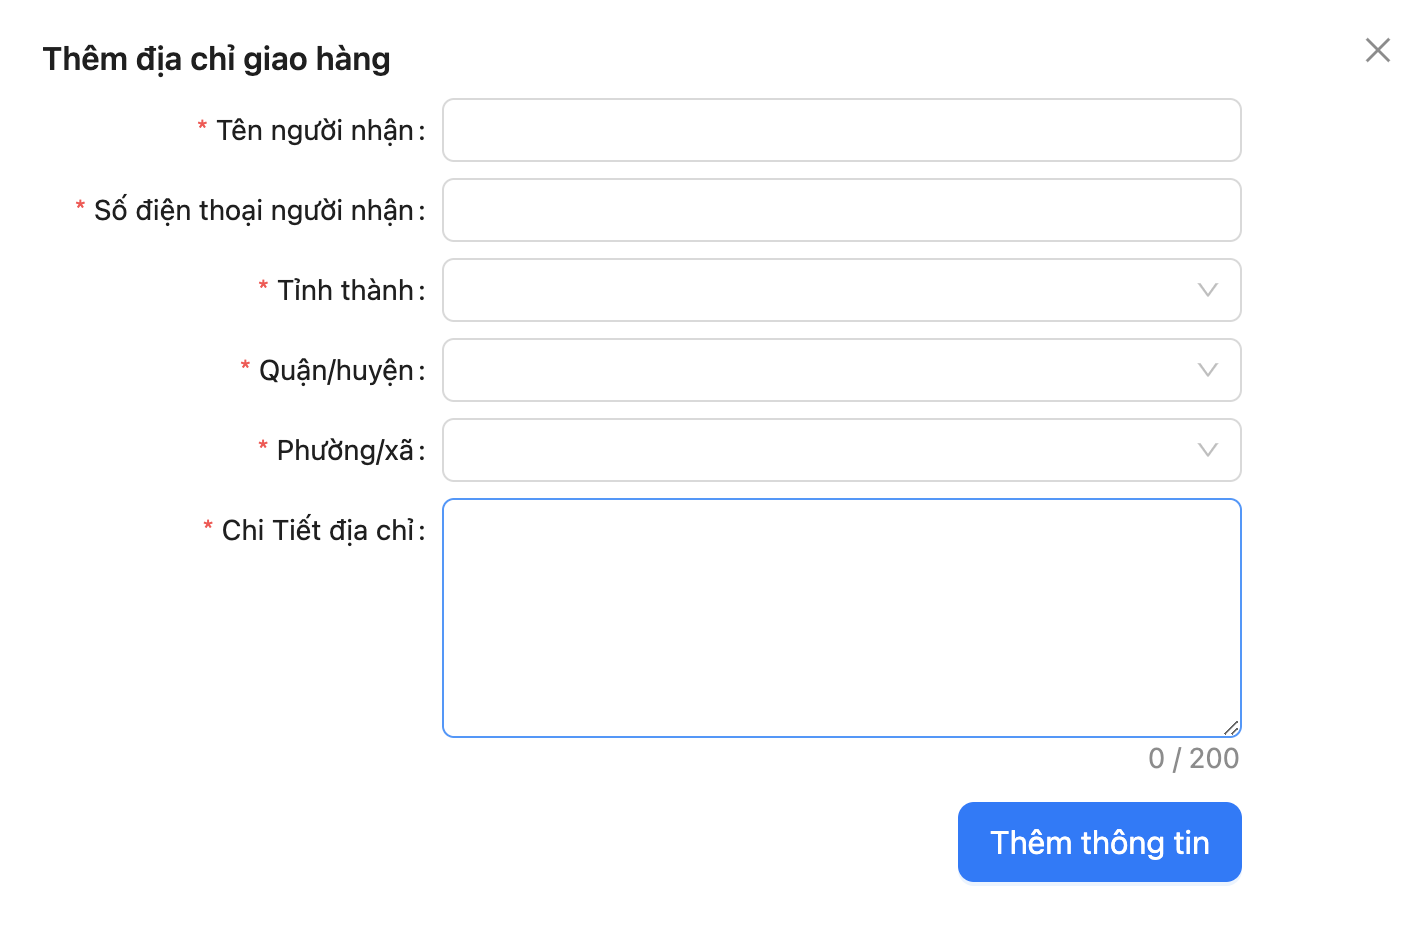 Thêm địa chỉ giao hàng
* Tên người nhận:
* Số điện thoại người nhận:
* Tỉnh thành:
* Quận/huyện:
* Phường/xã:
* Chi Tiết địa chỉ:
0 / 200
Thêm thông tin